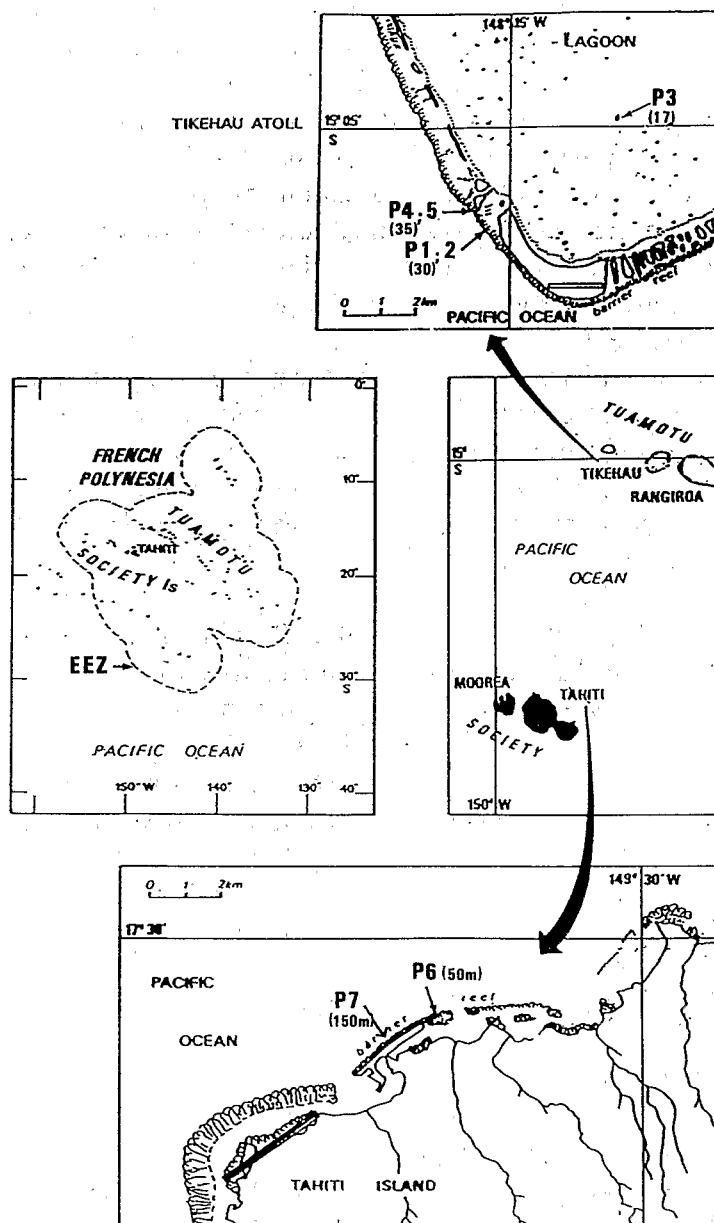 148° 15' W
LAGOON
P3
(17)
TIKEHAU ATOLL
15° 05'
S
P4, 5
(35)
P1, 2
(30)
0 1 2km
PACIFIC OCEAN
barrier reef
0°
FRENCH
POLYNESIA
10°
TUAMOTU
TAHITI
SOCIETY Is
20°
EEZ
30°
S
PACIFIC OCEAN
150° W
140°
130°
40°
TUAMOTU
15°
S
TIKEHAU
RANGIROA
PACIFIC
OCEAN
MOOREA
TAHITI
SOCIETY
150° W
0 1 2km
149° 30' W
17° 30'
PACIFIC
OCEAN
P6 (50m)
P7
(150m)
barrier
reef
TAHITI ISLAND